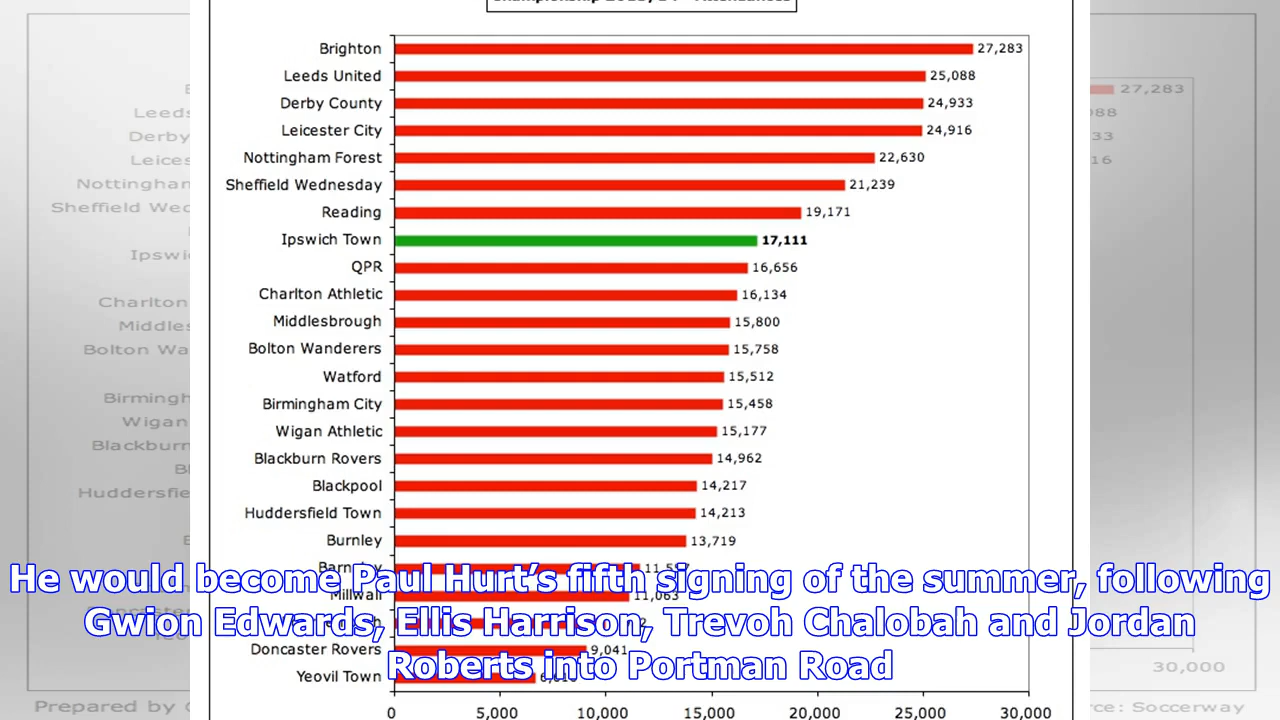 Brighton 27,283
Leeds United 25,088
Derby County 24,933
Leicester City 24,916
Nottingham Forest 22,630
Sheffield Wednesday 21,239
Reading 19,171
Ipswich Town 17,111
QPR 16,656
Charlton Athletic 16,134
Middlesbrough 15,800
Bolton Wanderers 15,758
Watford 15,512
Birmingham City 15,458
Wigan Athletic 15,177
Blackburn Rovers 14,962
Blackpool 14,217
Huddersfield Town 14,213
Burnley 13,719
Millwall 11,063
Doncaster Rovers 9,041
Yeovil Town
0 5,000 10,000 15,000 20,000 25,000 30,000
He would become Paul Hurt’s fifth signing of the summer, following
Gwion Edwards, Ellis Harrison, Trevoh Chalobah and Jordan
Roberts into Portman Road
27,283
30,000
Prepared by
Soccerway